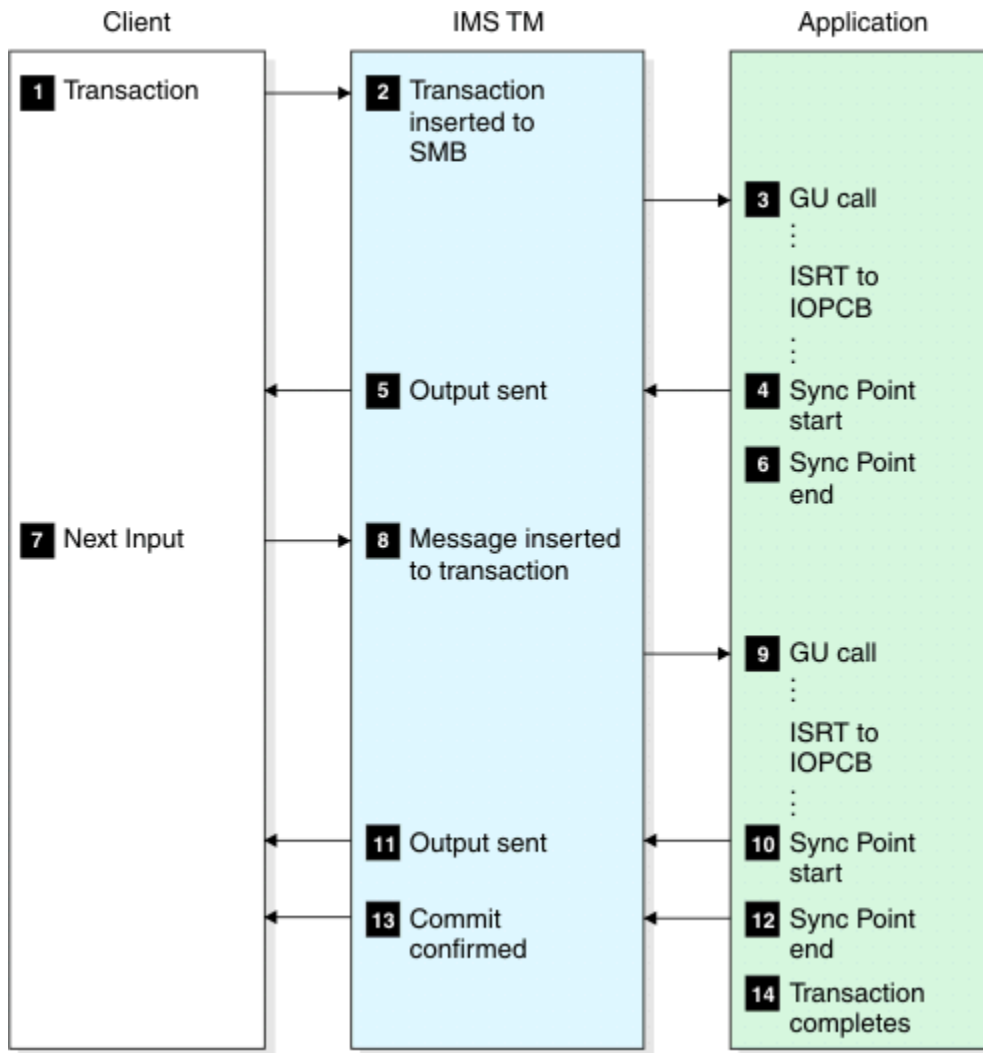 Client
IMS TM
Application
1 Transaction
2 Transaction
inserted to
SMB
3 GU call
ISRT to
IOPCB
4 Sync Point
start
5 Output sent
6 Sync Point
end
7 Next Input
8 Message inserted
to transaction
9 GU call
ISRT to
IOPCB
10 Sync Point
start
11 Output sent
12 Sync Point
end
13 Commit
confirmed
14 Transaction
completes